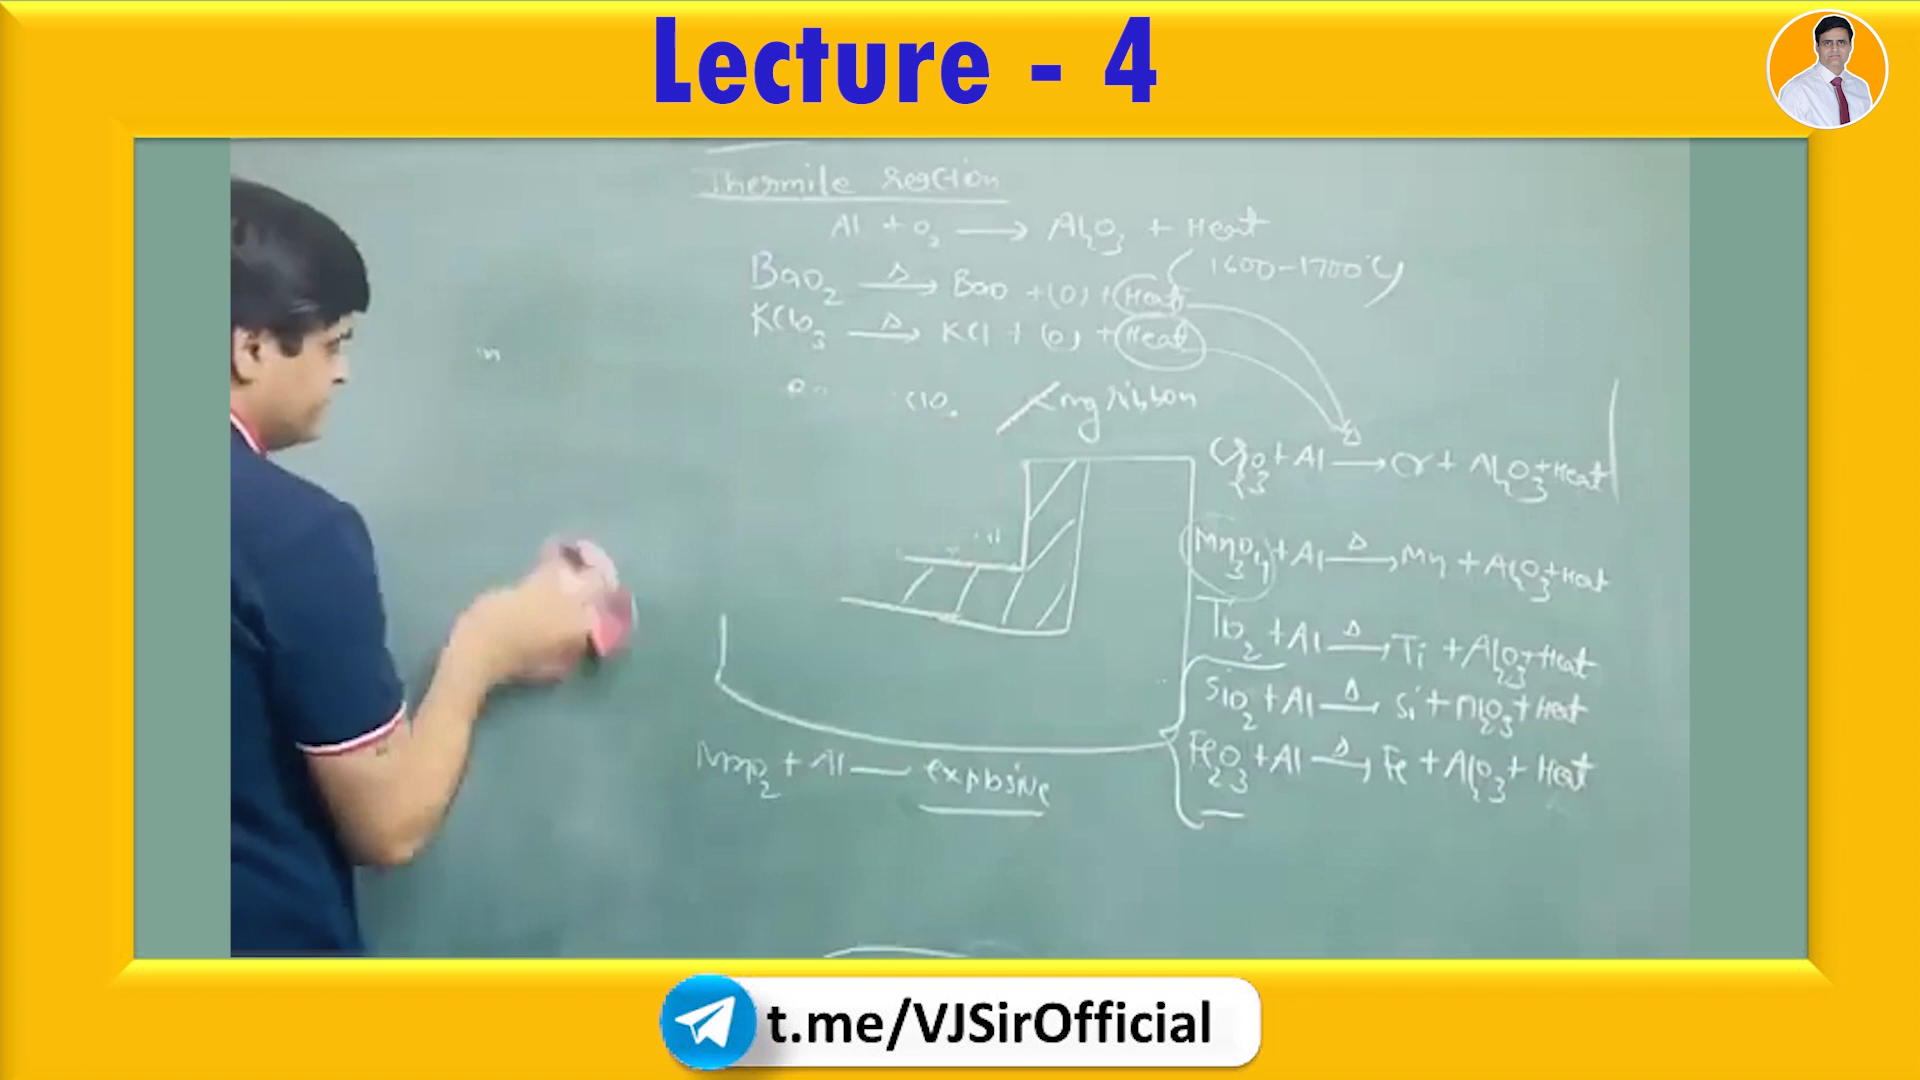 Lecture - 4
Thermite reaction
Al + O₂ → Al₂O₃ + Heat
1600-1700°C
BaO₂ Δ→ BaO + (O) + Heat
KClO₃ Δ→ KCl + (O) + Heat
mg ribbon
Cr₂O₃ + Al Δ→ Cr + Al₂O₃ + Heat
Mn₃O₄ + Al Δ→ Mn + Al₂O₃ + Heat
TiO₂ + Al Δ→ Ti + Al₂O₃ + Heat
SiO₂ + Al Δ→ Si + Al₂O₃ + Heat
Fe₂O₃ + Al Δ→ Fe + Al₂O₃ + Heat
MnO₂ + Al — explosive
t.me/VJSirOfficial